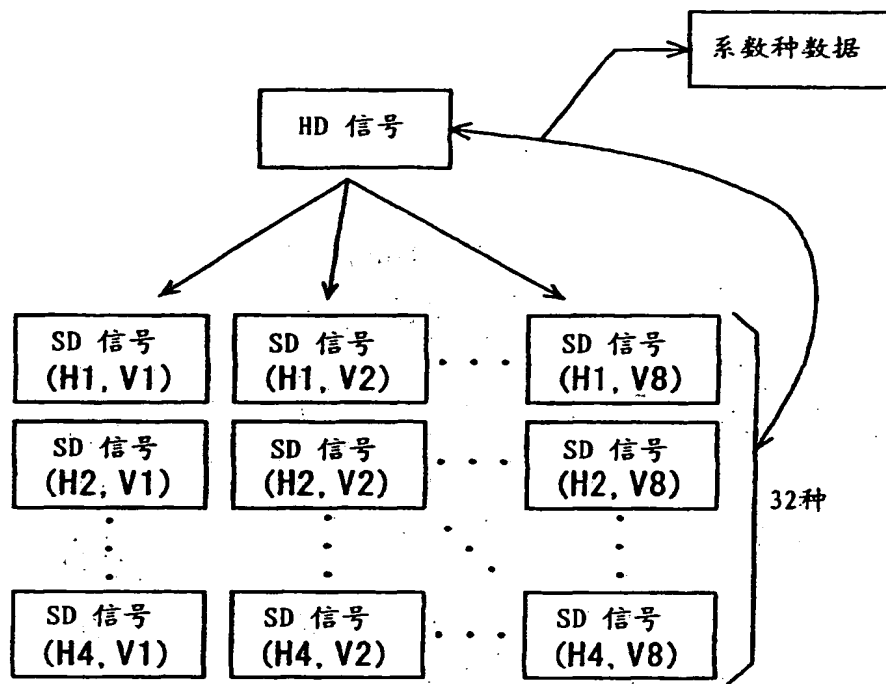 系数种数据
HD 信号
SD 信号
(H1, V1)
SD 信号
(H1, V2)
SD 信号
(H1, V8)
SD 信号
(H2, V1)
SD 信号
(H2, V2)
SD 信号
(H2, V8)
32种
SD 信号
(H4, V1)
SD 信号
(H4, V2)
SD 信号
(H4, V8)